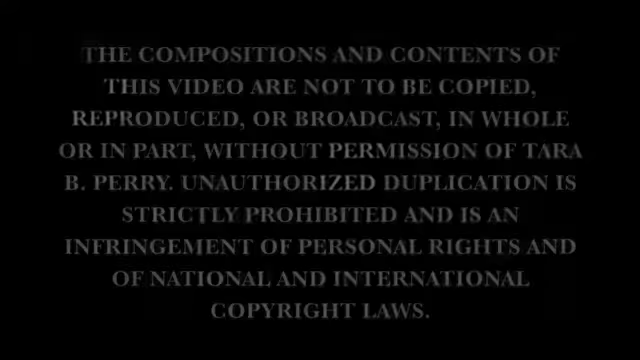 THE COMPOSITIONS AND CONTENTS OF
THIS VIDEO ARE NOT TO BE COPIED,
REPRODUCED, OR BROADCAST, IN WHOLE
OR IN PART, WITHOUT PERMISSION OF TARA
B. PERRY. UNAUTHORIZED DUPLICATION IS
STRICTLY PROHIBITED AND IS AN
INFRINGEMENT OF PERSONAL RIGHTS AND
OF NATIONAL AND INTERNATIONAL
COPYRIGHT LAWS.